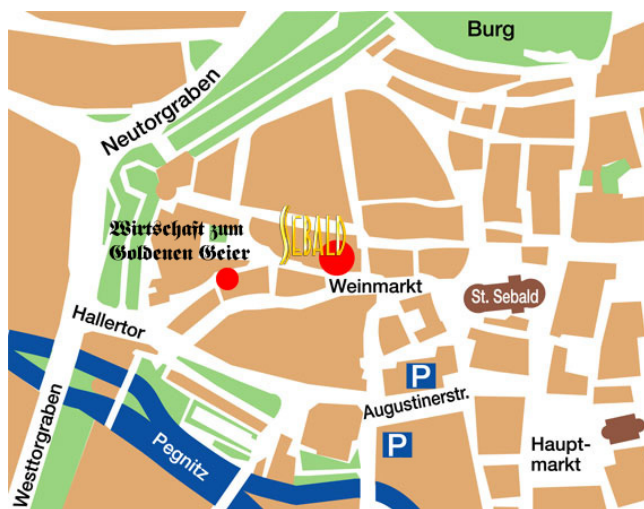 Burg
Neutorgraben
Wirtschaft zum
Goldenen Geier
SEBALD
Weinmarkt
St. Sebald
Hallertor
P
Augustinerstr.
Westtorgraben
Pegnitz
P
Haupt-
markt